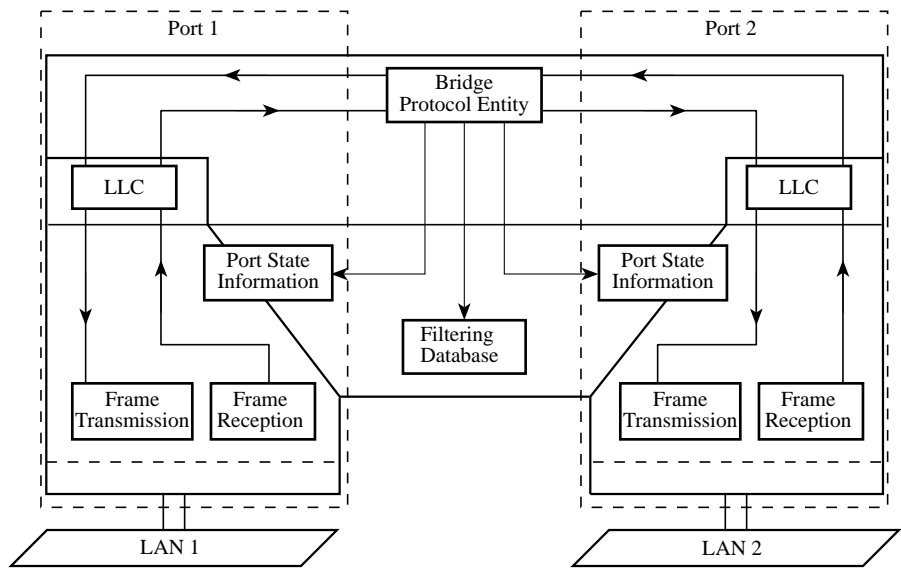 Port 1
Port 2
Bridge
Protocol Entity
LLC
LLC
Port State
Information
Port State
Information
Filtering
Database
Frame
Transmission
Frame
Reception
Frame
Transmission
Frame
Reception
LAN 1
LAN 2